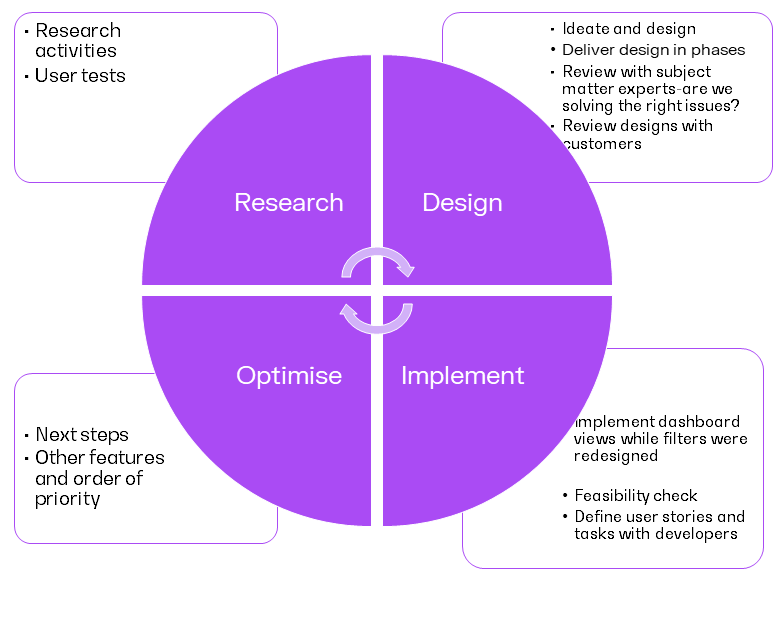 • Research
activities
• User tests
• Ideate and design
• Deliver design in phases
• Review with subject
matter experts-are we
solving the right issues?
• Review designs with
customers
Research
Design
Optimise
Implement
• Next steps
• Other features
and order of
priority
Implement dashboard
views while filters were
redesigned
• Feasibility check
• Define user stories and
tasks with developers